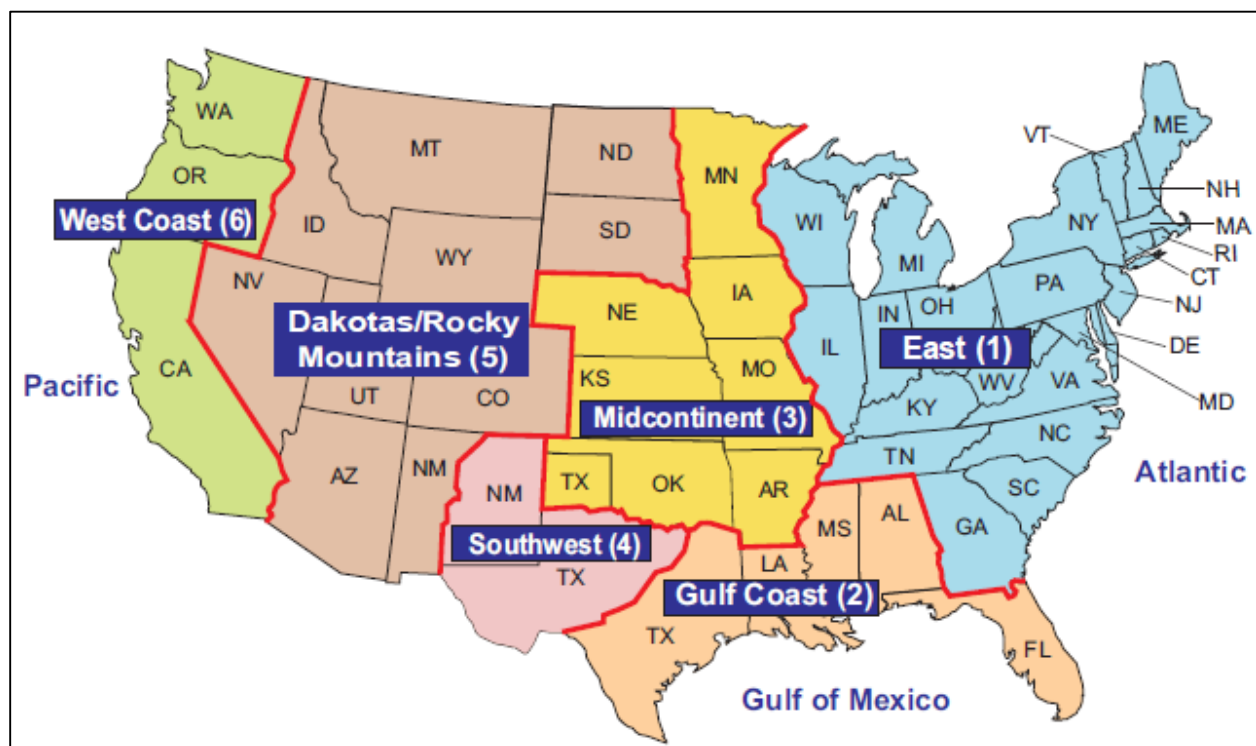 WA
MT
ND
MN
VT
ME
OR
ID
WY
SD
WI
MI
NY
NH
MA
RI
CT
NJ
West Coast (6)
NV
UT
CO
AZ
NM
Dakotas/Rocky
Mountains (5)
NE
IA
KS
MO
Midcontinent (3)
TX
OK
AR
IL
IN
OH
PA
East (1)
WV
VA
KY
DE
MD
TN
NC
SC
GA
Pacific
CA
Atlantic
NM
Southwest (4)
TX
MS
AL
LA
Gulf Coast (2)
TX
FL
Gulf of Mexico